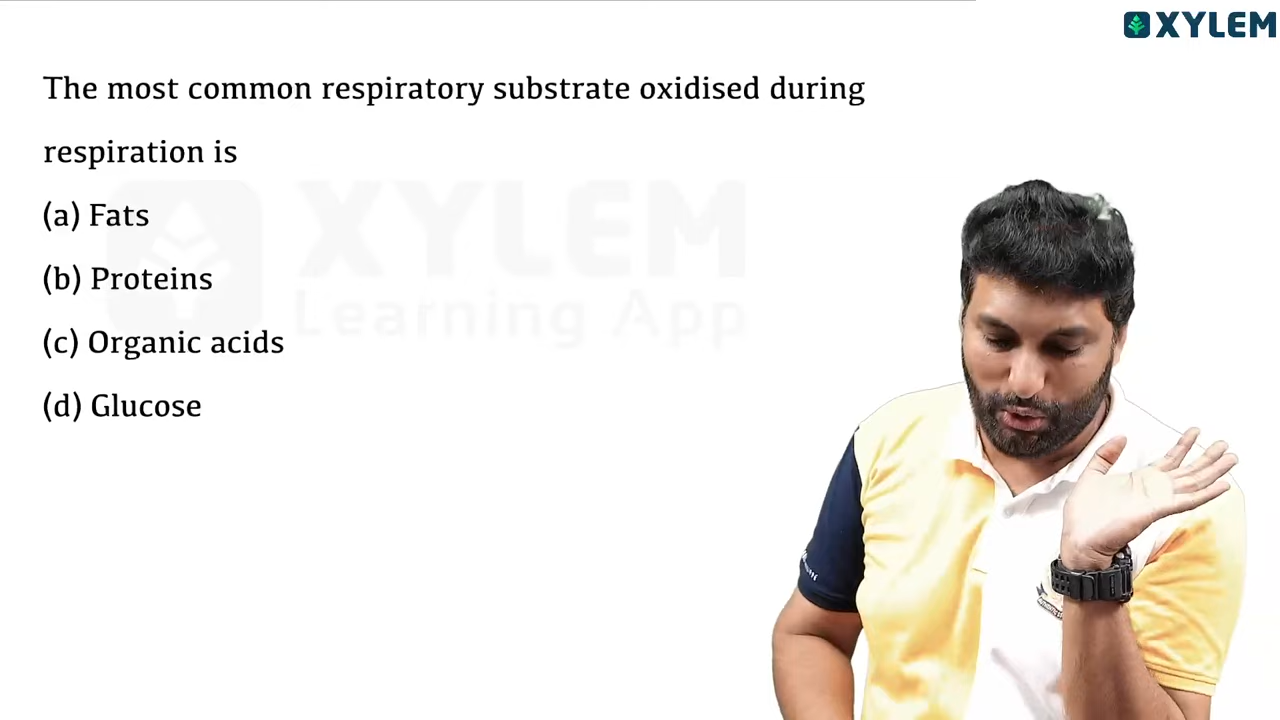 XYLEM
The most common respiratory substrate oxidised during
respiration is
(a) Fats
(b) Proteins
(c) Organic acids
(d) Glucose
XYLEM
Learning App